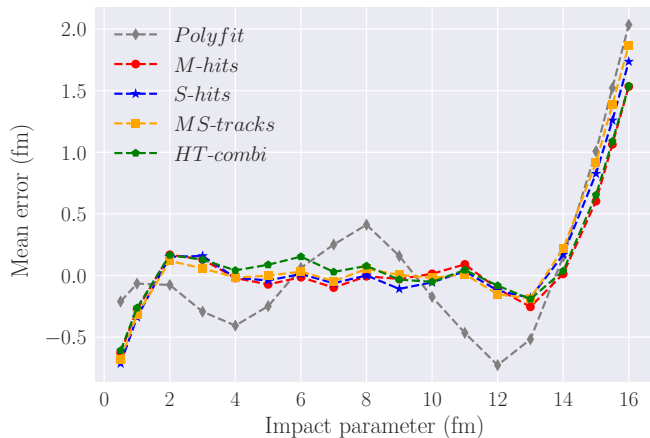 2.0
1.5
1.0
0.5
0.0
−0.5
Mean error (fm)
Polyfit
M-hits
S-hits
MS-tracks
HT-combi
0 2 4 6 8 10 12 14 16
Impact parameter (fm)